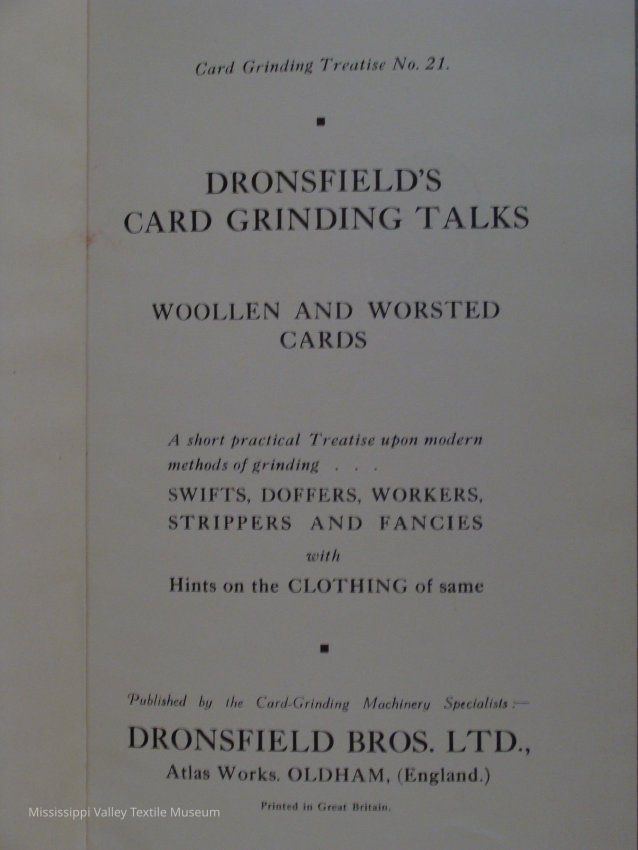 Card Grinding Treatise No. 21.
DRONSFIELD'S
CARD GRINDING TALKS
WOOLLEN AND WORSTED
CARDS
A short practical Treatise upon modern
methods of grinding . . .
SWIFTS, DOFFERS, WORKERS,
STRIPPERS AND FANCIES
with
Hints on the CLOTHING of same
Published by the Card-Grinding Machinery Specialists:—
DRONSFIELD BROS. LTD.,
Atlas Works. OLDHAM, (England.)
Printed in Great Britain.
Mississippi Valley Textile Museum